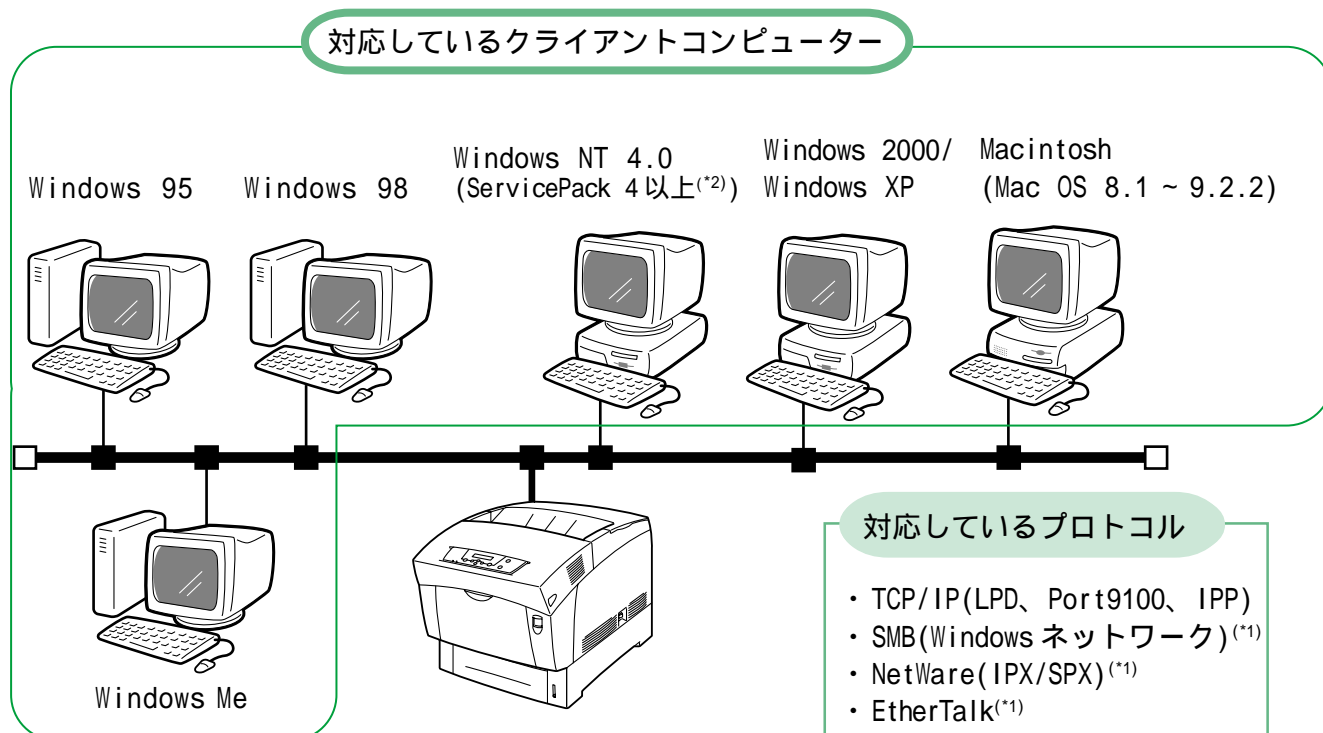 対応しているクライアントコンピューター
Windows 95
Windows 98
Windows NT 4.0
(ServicePack 4以上(*2))
Windows 2000/
Windows XP
Macintosh
(Mac OS 8.1 ~ 9.2.2)
Windows Me
対応しているプロトコル
・TCP/IP(LPD、Port9100、IPP)
・SMB(Windows ネットワーク)(*1)
・NetWare(IPX/SPX)(*1)
・EtherTalk(*1)